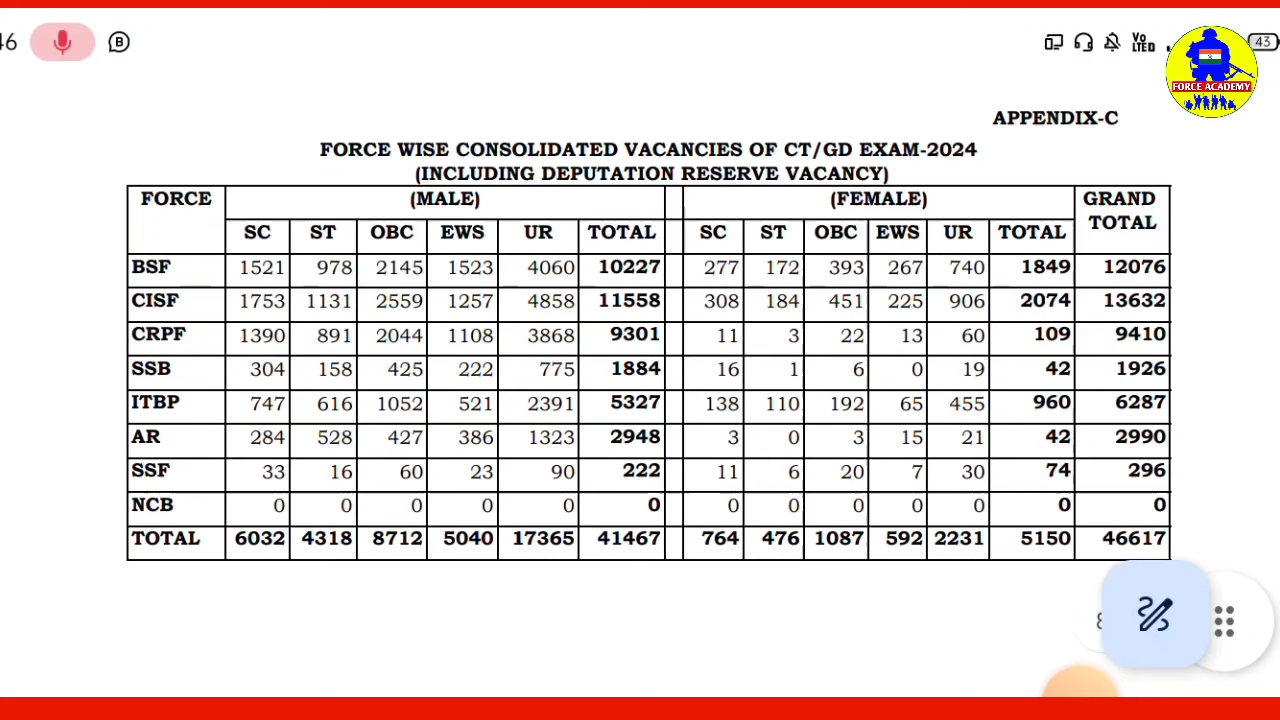 46
B
Vo
LTE
43
FORCE ACADEMY
APPENDIX-C
FORCE WISE CONSOLIDATED VACANCIES OF CT/GD EXAM-2024
(INCLUDING DEPUTATION RESERVE VACANCY)
FORCE (MALE) (FEMALE) GRAND TOTAL
SC ST OBC EWS UR TOTAL SC ST OBC EWS UR TOTAL
BSF 1521 978 2145 1523 4060 10227 277 172 393 267 740 1849 12076
CISF 1753 1131 2559 1257 4858 11558 308 184 451 225 906 2074 13632
CRPF 1390 891 2044 1108 3868 9301 11 3 22 13 60 109 9410
SSB 304 158 425 222 775 1884 16 1 6 0 19 42 1926
ITBP 747 616 1052 521 2391 5327 138 110 192 65 455 960 6287
AR 284 528 427 386 1323 2948 3 0 3 15 21 42 2990
SSF 33 16 60 23 90 222 11 6 20 7 30 74 296
NCB 0 0 0 0 0 0 0 0 0 0 0 0 0
TOTAL 6032 4318 8712 5040 17365 41467 764 476 1087 592 2231 5150 46617